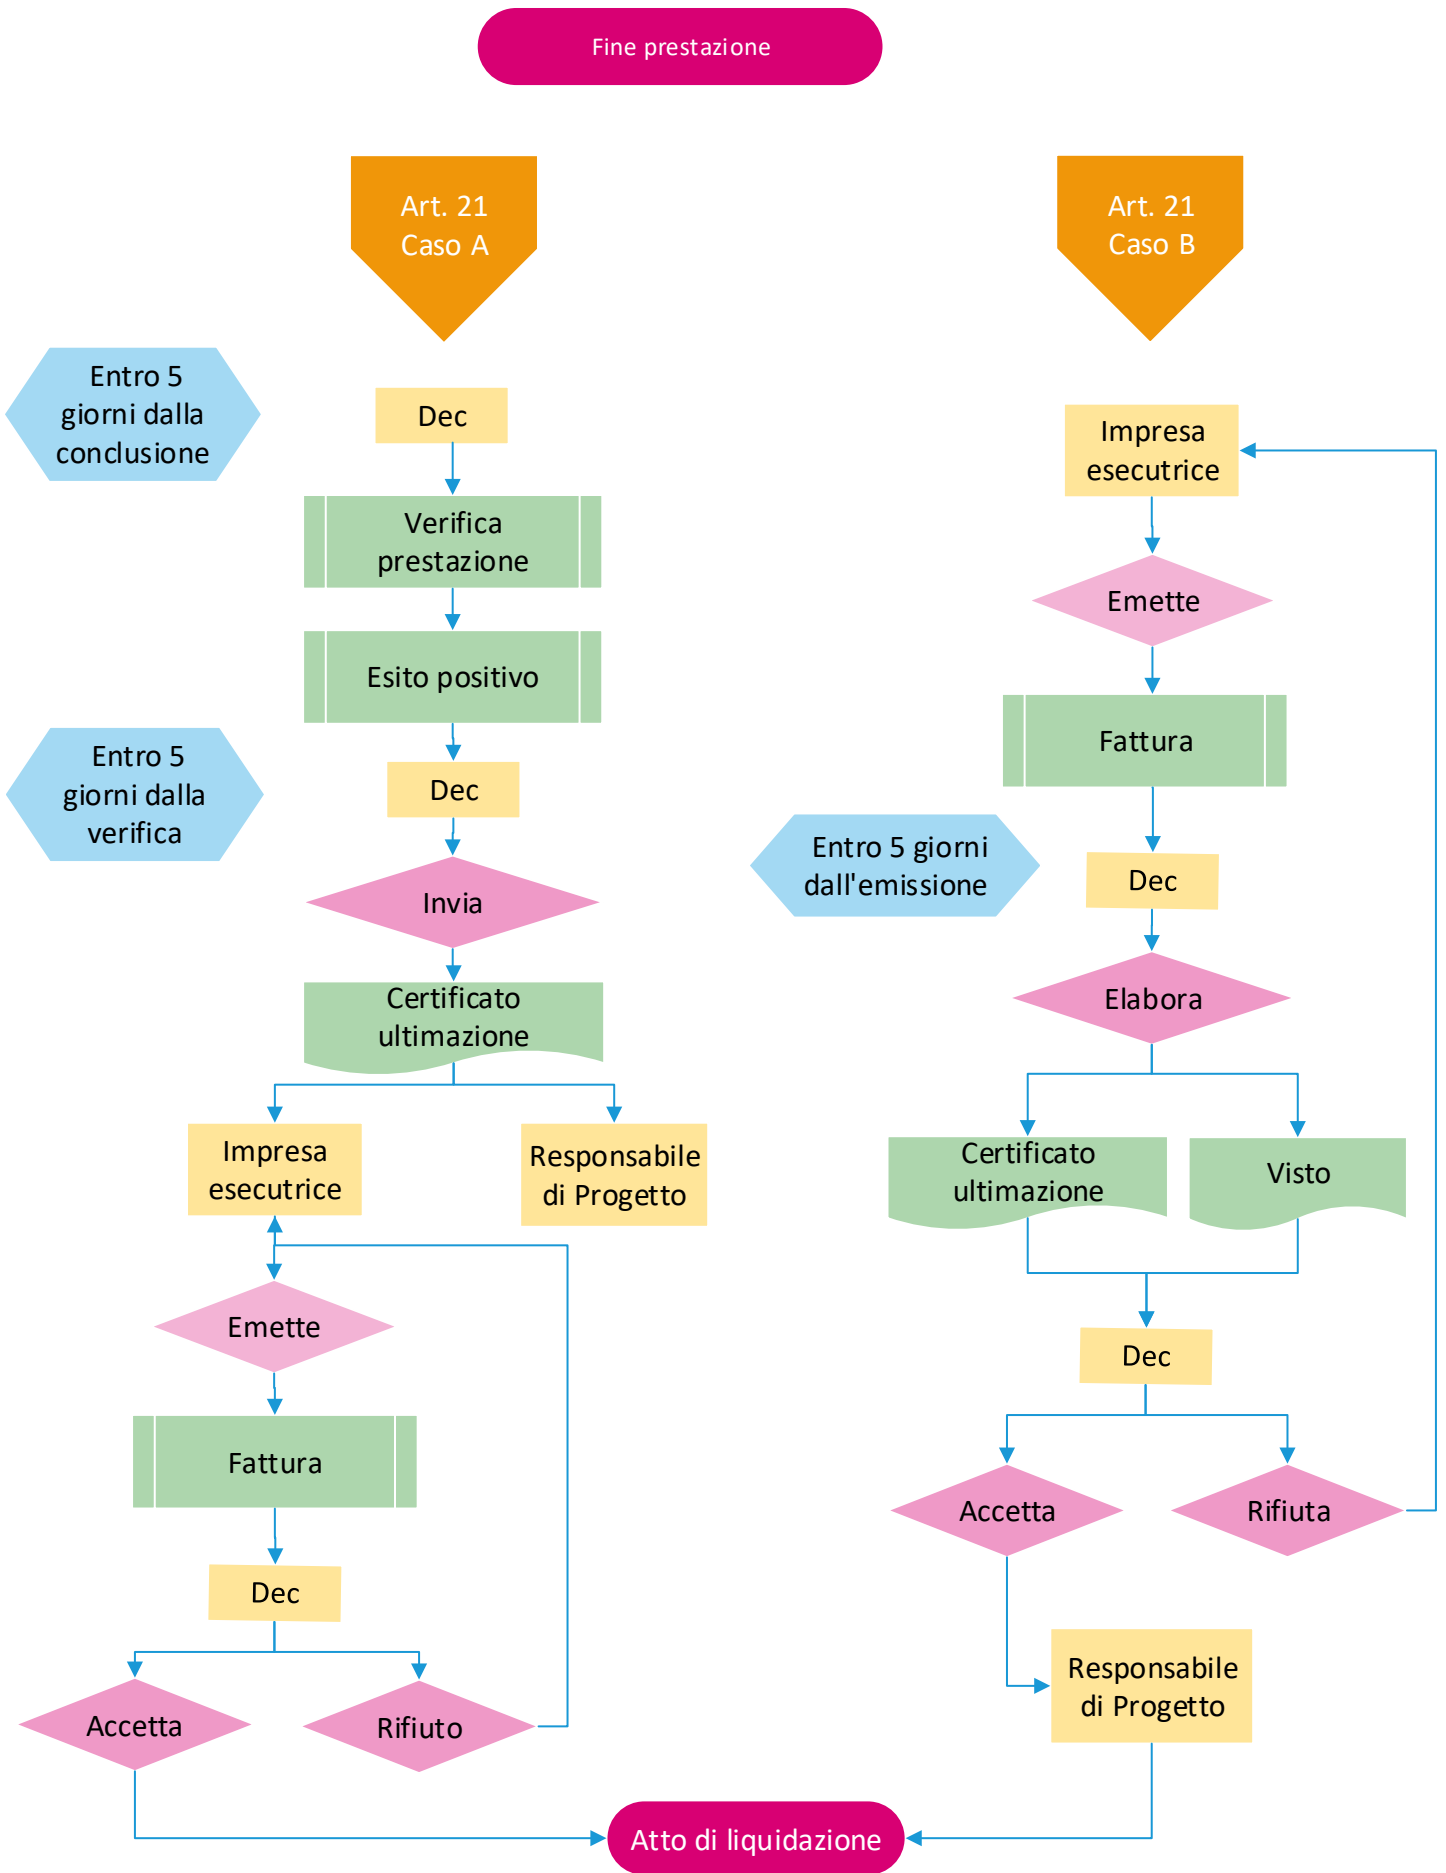 Fine prestazione
Art. 21
Caso A
Entro 5
giorni dalla
conclusione
Dec
Verifica
prestazione
Esito positivo
Entro 5
giorni dalla
verifica
Dec
Invia
Certificato
ultimazione
Impresa
esecutrice
Responsabile
di Progetto
Emette
Fattura
Dec
Accetta
Rifiuto
Art. 21
Caso B
Impresa
esecutrice
Emette
Fattura
Entro 5 giorni
dall'emissione
Dec
Elabora
Certificato
ultimazione
Visto
Dec
Accetta
Rifiuta
Responsabile
di Progetto
Atto di liquidazione